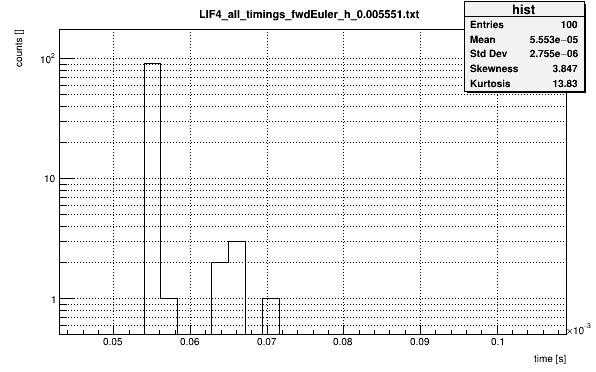 LIF4_all_timings_fwdEuler_h_0.005551.txt
hist
Entries 100
Mean 5.553e−05
Std Dev 2.755e−06
Skewness 3.847
Kurtosis 13.83
counts []
10²
10
1
0.05 0.06 0.07 0.08 0.09 0.1
×10⁻³
time [s]